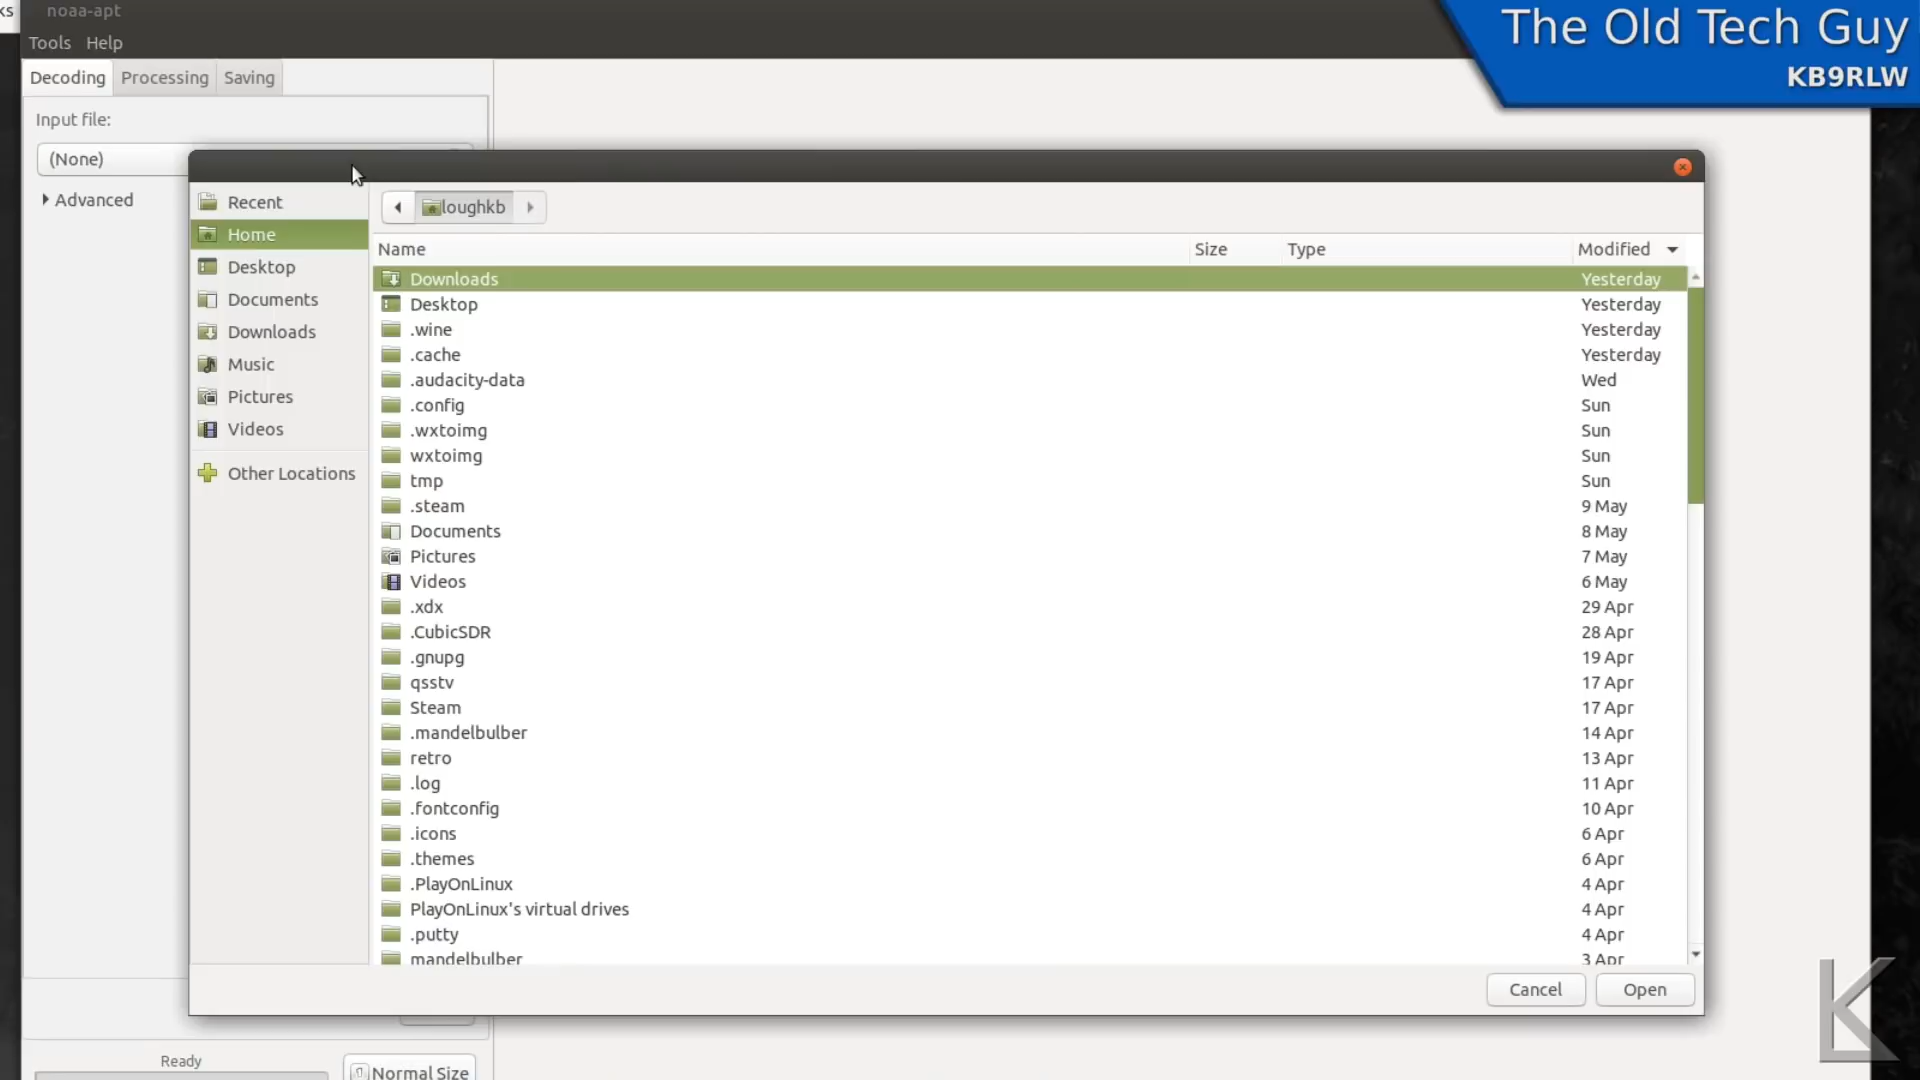 ks
noaa-apt
The Old Tech Guy
KB9RLW
Tools Help
Decoding Processing Saving
Input file:
(None)
Advanced
Recent
Home
Desktop
Documents
Downloads
Music
Pictures
Videos
Other Locations
loughkb
Name Size Type Modified
Downloads Yesterday
Desktop Yesterday
.wine Yesterday
.cache Yesterday
.audacity-data Wed
.config Sun
.wxtoimg Sun
wxtoimg Sun
tmp Sun
.steam 9 May
Documents 8 May
Pictures 7 May
Videos 6 May
.xdx 29 Apr
.CubicSDR 28 Apr
.gnupg 19 Apr
qsstv 17 Apr
Steam 17 Apr
.mandelbulber 14 Apr
retro 13 Apr
.log 11 Apr
.fontconfig 10 Apr
.icons 6 Apr
.themes 6 Apr
.PlayOnLinux 4 Apr
PlayOnLinux's virtual drives 4 Apr
.putty 4 Apr
mandelbulber 3 Apr
Cancel Open
Ready
Normal Size
K